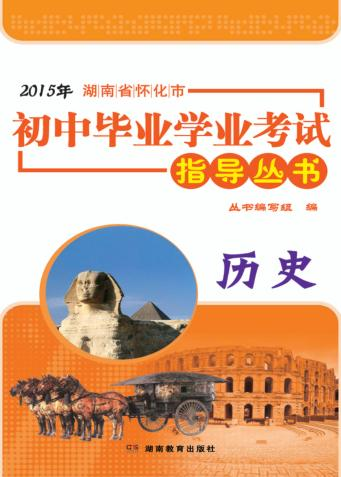 2015年 湖南省怀化市
初中毕业学业考试
指导丛书
丛书编写组 编
历史
湖南教育出版社